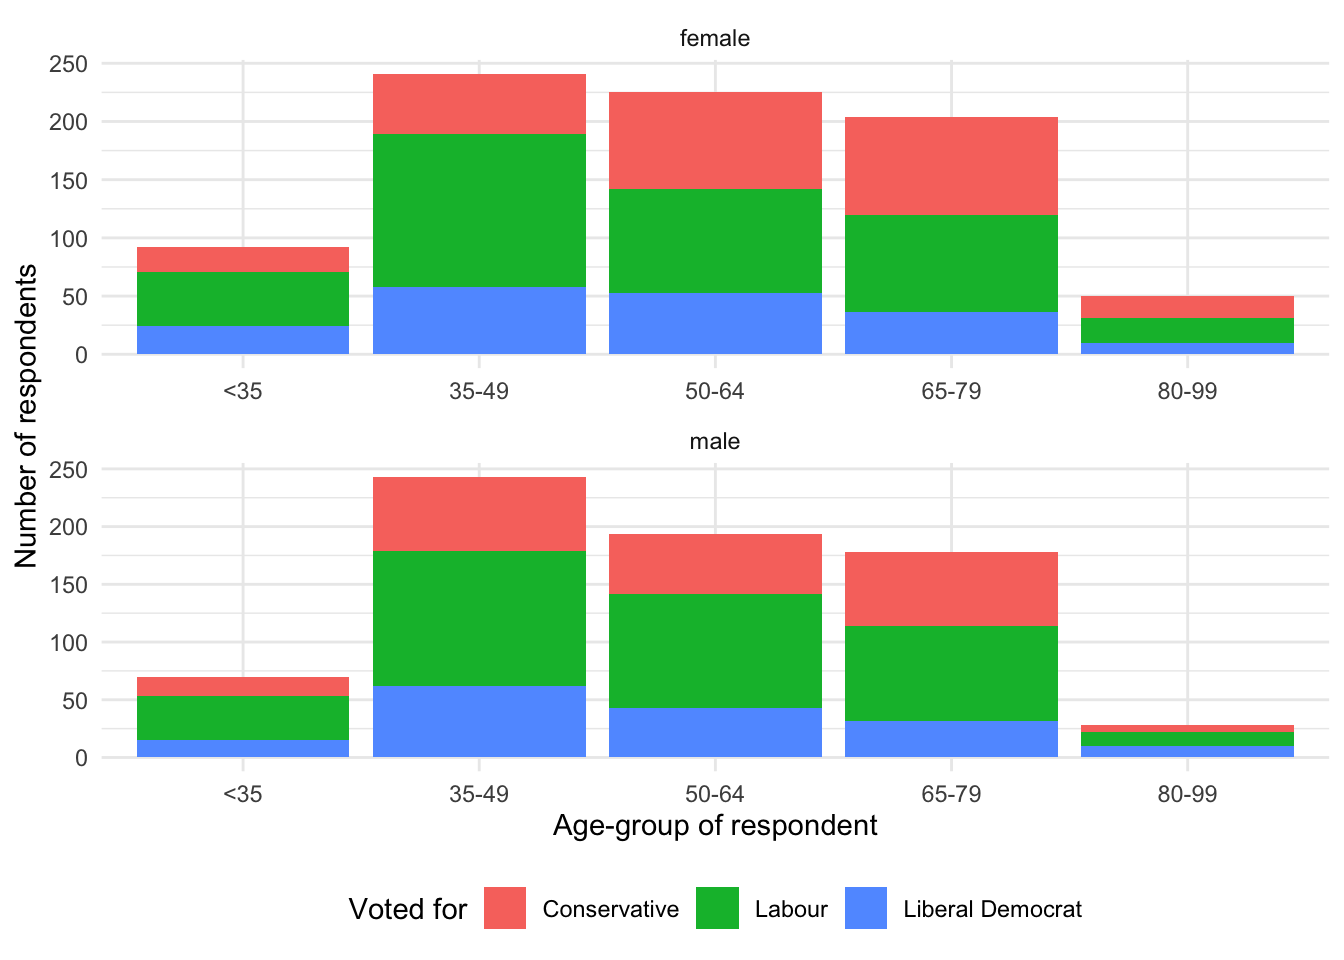 female
250
200
150
100
50
0
<35 35-49 50-64 65-79 80-99
male
250
200
150
100
50
0
<35 35-49 50-64 65-79 80-99
Number of respondents
Age-group of respondent
Voted for Conservative Labour Liberal Democrat